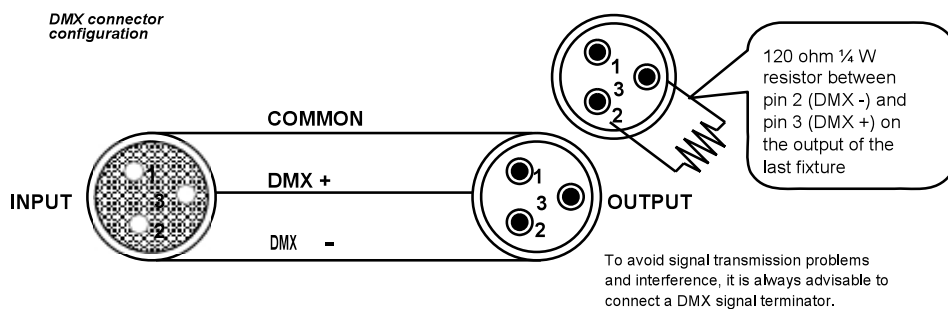 DMX connector
configuration
COMMON
INPUT
1
3
2
DMX +
DMX -
1
3
2
OUTPUT
1
3
2
120 ohm ¼ W
resistor between
pin 2 (DMX -) and
pin 3 (DMX +) on
the output of the
last fixture
To avoid signal transmission problems
and interference, it is always advisable to
connect a DMX signal terminator.